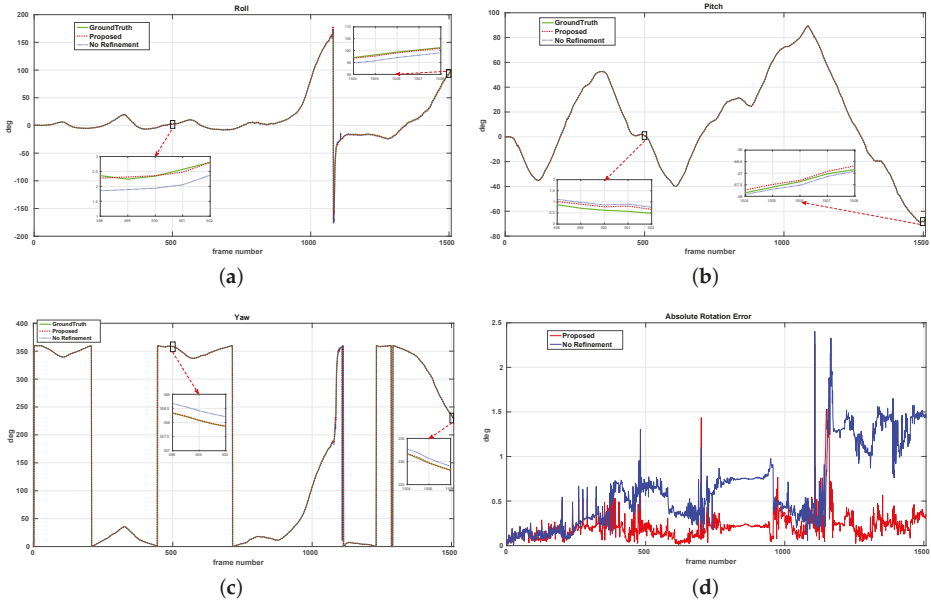 Roll
GroundTruth
Proposed
No Refinement
200
150
100
50
0
-50
-100
-150
-200
deg
0
500
1000
1500
frame number
(a)
Pitch
GroundTruth
Proposed
No Refinement
100
80
60
40
20
0
-20
-40
-60
-80
deg
0
500
1000
1500
frame number
(b)
Yaw
GroundTruth
Proposed
No Refinement
400
350
300
250
200
150
100
50
0
deg
0
500
1000
1500
frame number
(c)
Absolute Rotation Error
Proposed
No Refinement
2.5
2
1.5
1
0.5
0
deg
0
500
1000
1500
frame number
(d)